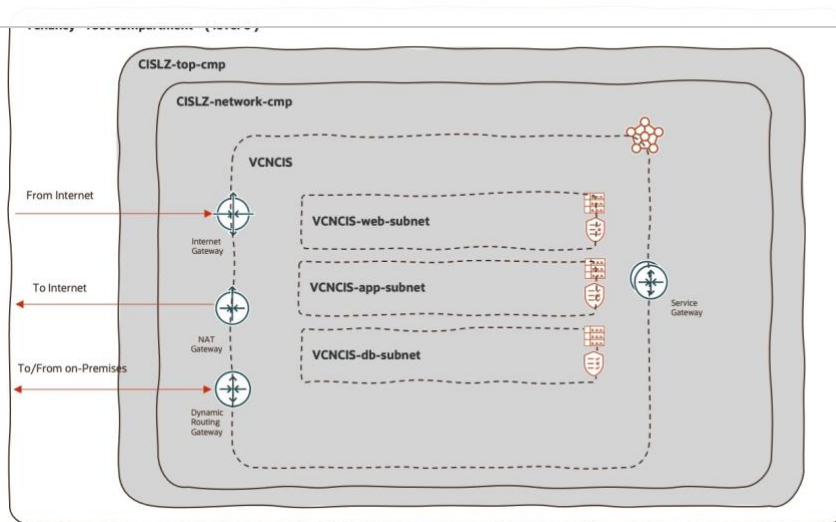 CISLZ-top-cmp
CISLZ-network-cmp
VCNCIS
From Internet
VCNCIS-web-subnet
Internet
Gateway
To Internet
VCNCIS-app-subnet
Service
Gateway
NAT
Gateway
VCNCIS-db-subnet
To/From on-Premises
Dynamic
Routing
Gateway